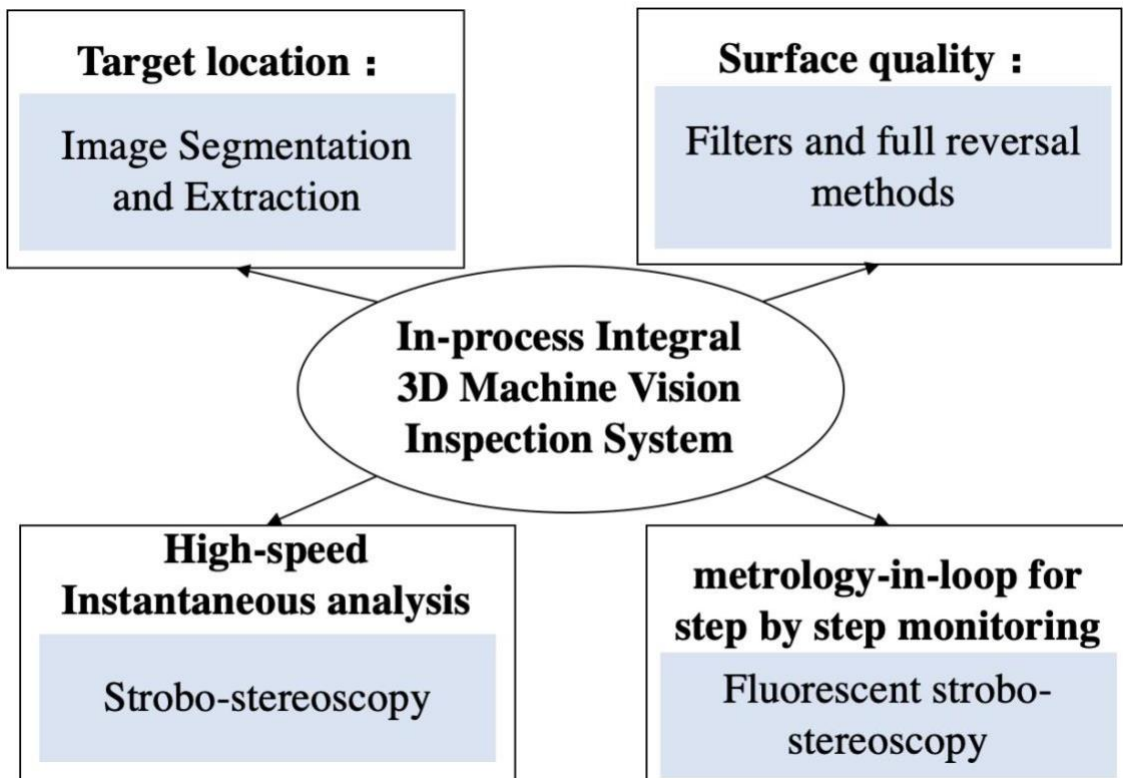 Target location：
Image Segmentation
and Extraction
Surface quality：
Filters and full reversal
methods
In-process Integral
3D Machine Vision
Inspection System
High-speed
Instantaneous analysis
Strobo-stereoscopy
metrology-in-loop for
step by step monitoring
Fluorescent strobo-
stereoscopy